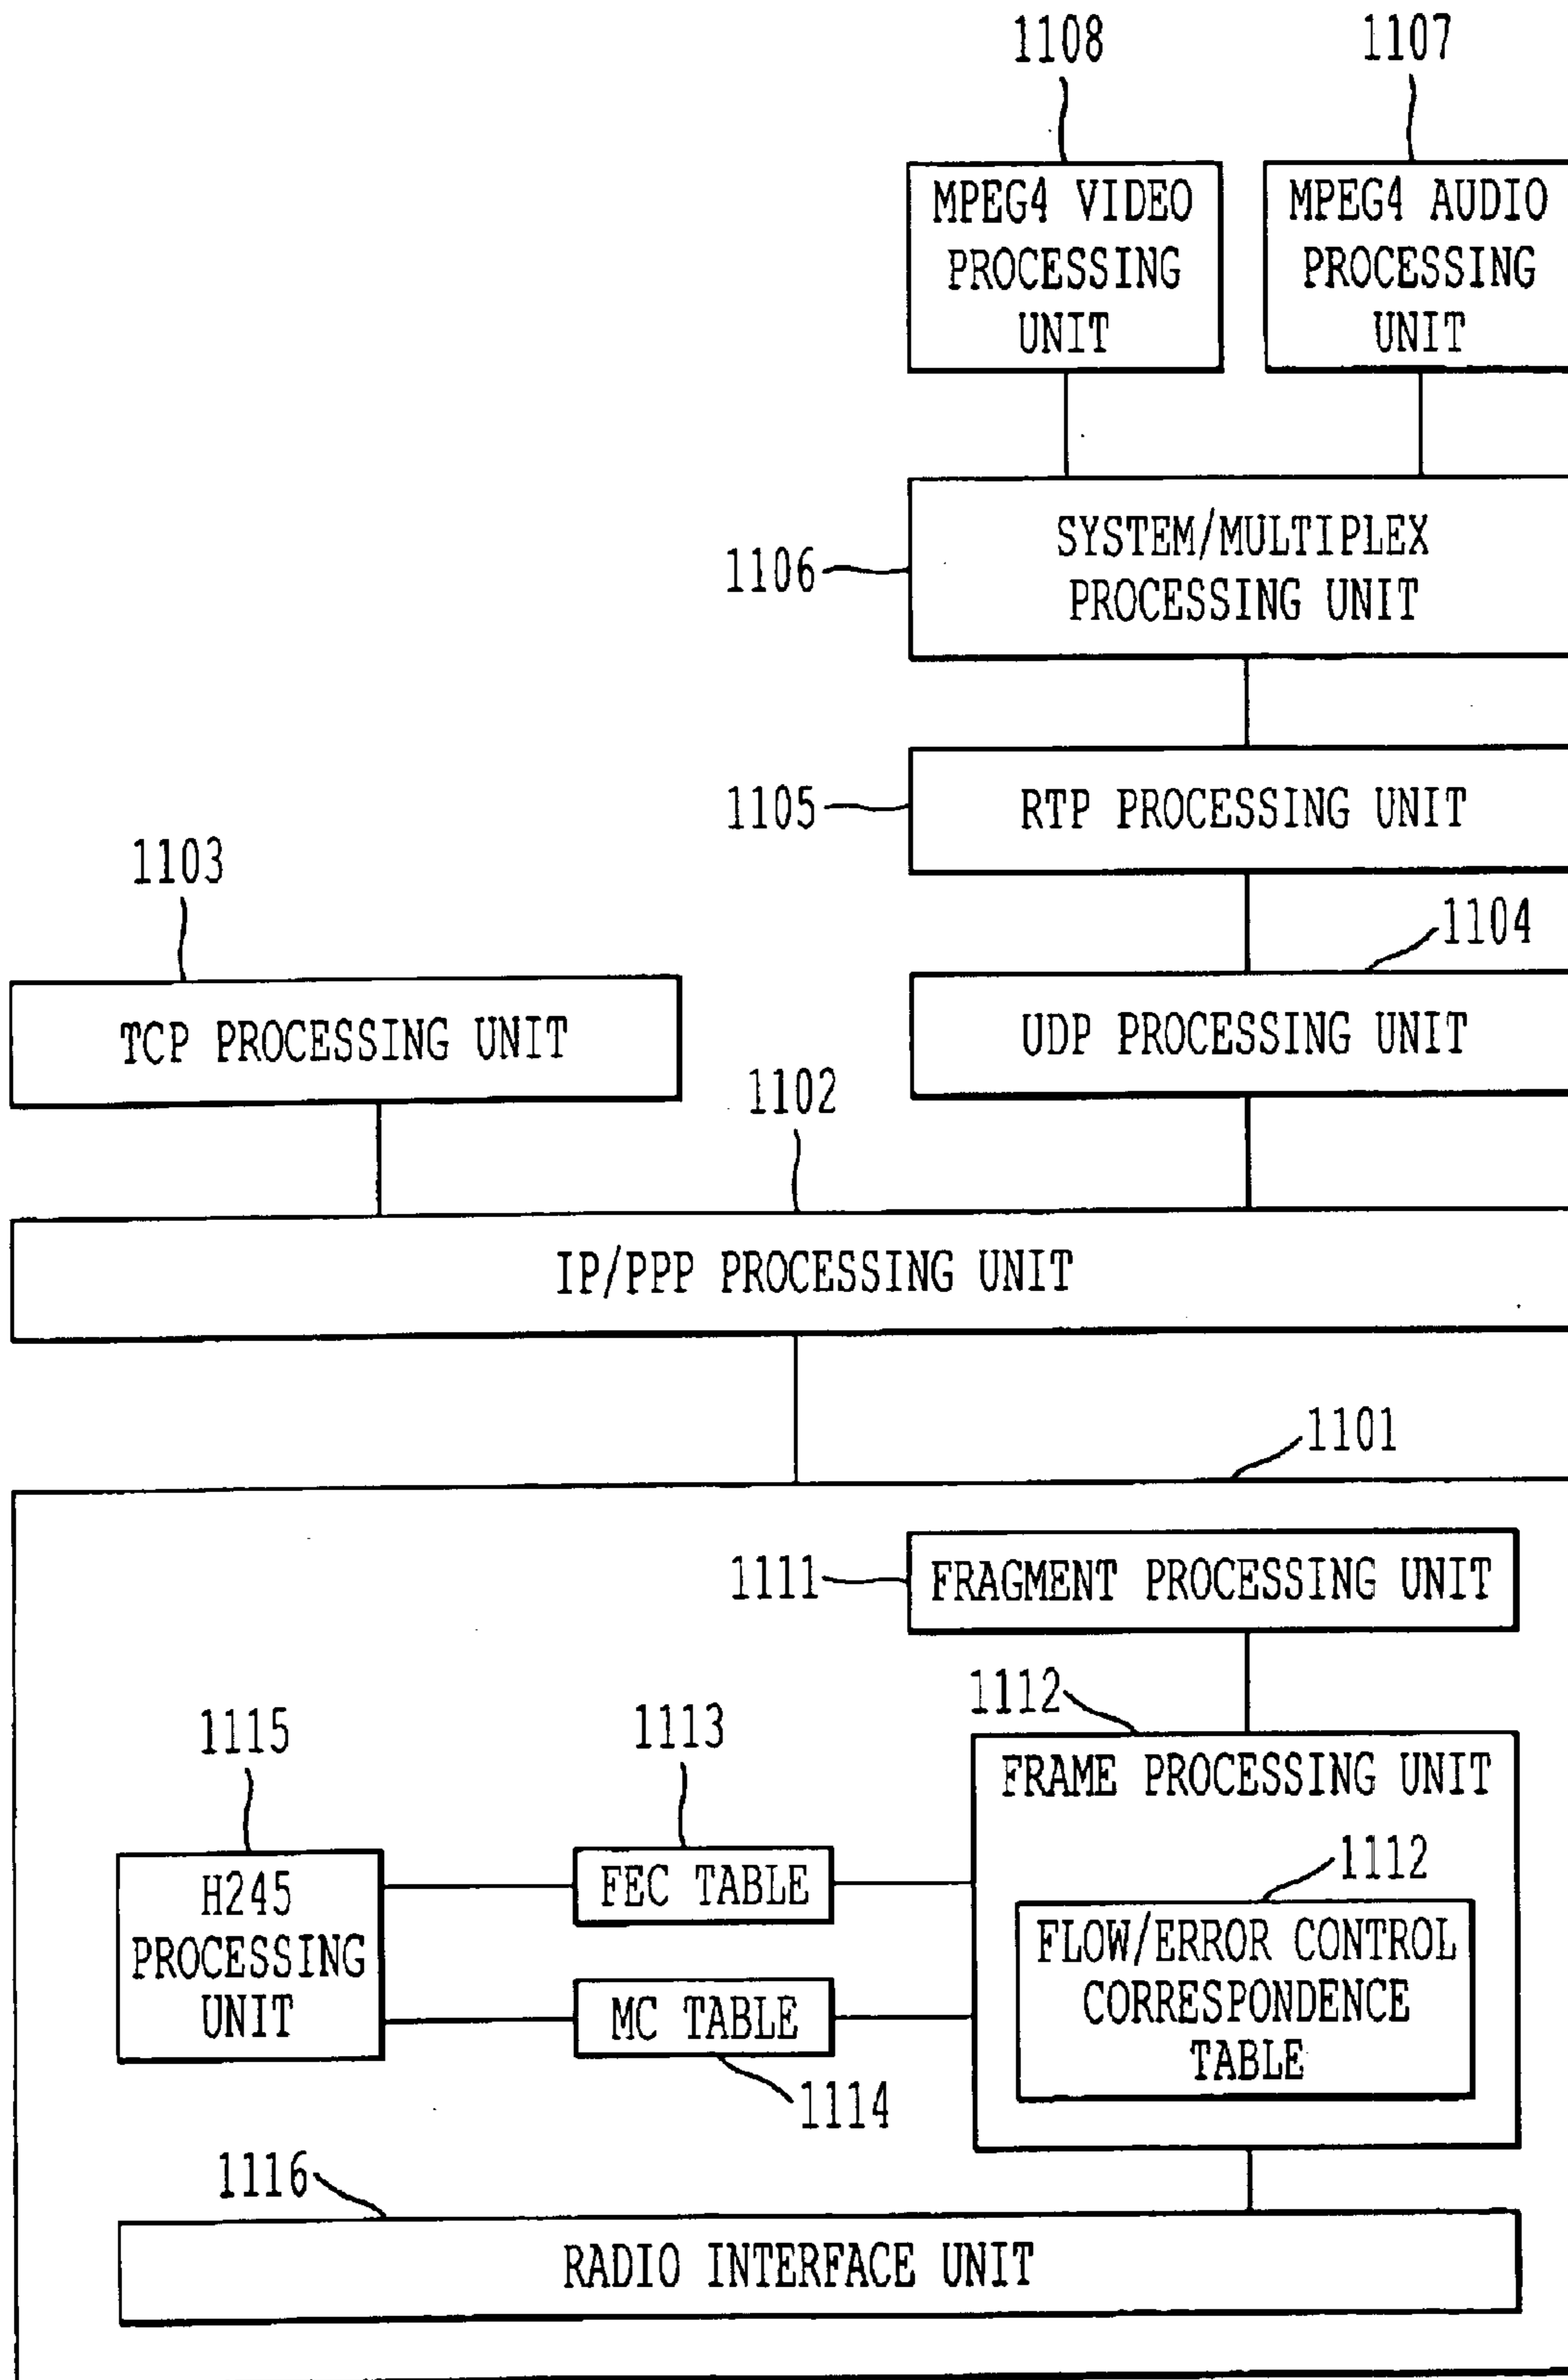 1108
1107
MPEG4 VIDEO
PROCESSING
UNIT
MPEG4 AUDIO
PROCESSING
UNIT
1106
SYSTEM/MULTIPLEX
PROCESSING UNIT
1105
RTP PROCESSING UNIT
1103
1104
TCP PROCESSING UNIT
UDP PROCESSING UNIT
1102
IP/PPP PROCESSING UNIT
1101
1111
FRAGMENT PROCESSING UNIT
1112
1115
1113
FRAME PROCESSING UNIT
1112
H245
PROCESSING
UNIT
FEC TABLE
FLOW/ERROR CONTROL
CORRESPONDENCE
TABLE
MC TABLE
1114
1116
RADIO INTERFACE UNIT